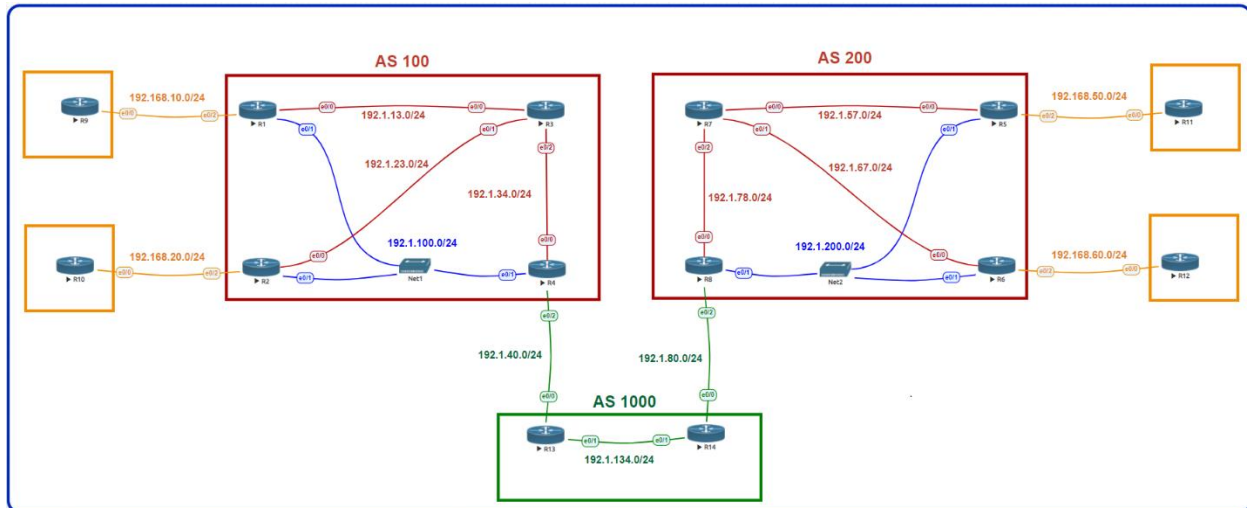 AS 100
AS 200
192.168.10.0/24
e0/0
e0/2
▶ R9
▶ R1
e0/0
e0/0
192.1.13.0/24
▶ R3
e0/1
e0/1
e0/2
192.1.23.0/24
192.1.34.0/24
192.168.20.0/24
e0/0
e0/2
▶ R10
▶ R2
e0/0
e0/1
192.1.100.0/24
Net1
e0/1
e0/0
▶ R4
▶ R7
e0/0
e0/0
192.1.57.0/24
▶ R5
e0/1
e0/1
e0/2
192.1.67.0/24
192.1.78.0/24
192.168.50.0/24
e0/2
e0/0
▶ R11
e0/0
▶ R8
e0/1
192.1.200.0/24
Net2
e0/0
e0/1
▶ R6
192.168.60.0/24
e0/2
e0/0
▶ R12
e0/2
e0/2
192.1.40.0/24
192.1.80.0/24
e0/0
e0/0
AS 1000
▶ R13
e0/1
e0/1
▶ R14
192.1.134.0/24